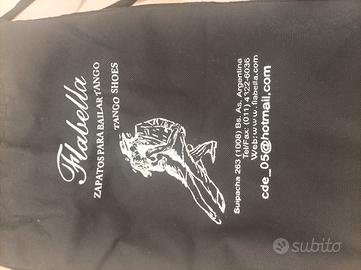 Flabella
ZAPATOS PARA BAILAR TANGO
TANGO SHOES
Suipacha 263 (1008) Bs. As. Argentina
Tel/Fax: (011) 4322-6036
Web: www.flabella.com
cde_05@hotmail.com
subito